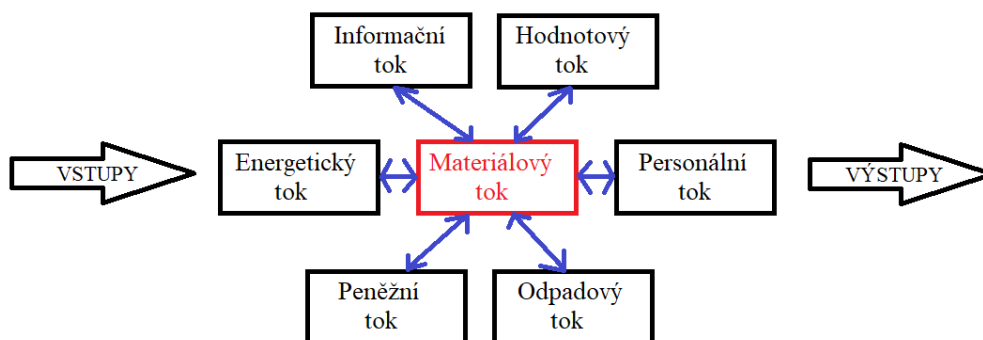 Informační
tok
Hodnotový
tok
VSTUPY
Energetický
tok
Materiálový
tok
Personální
tok
VÝSTUPY
Peněžní
tok
Odpadový
tok